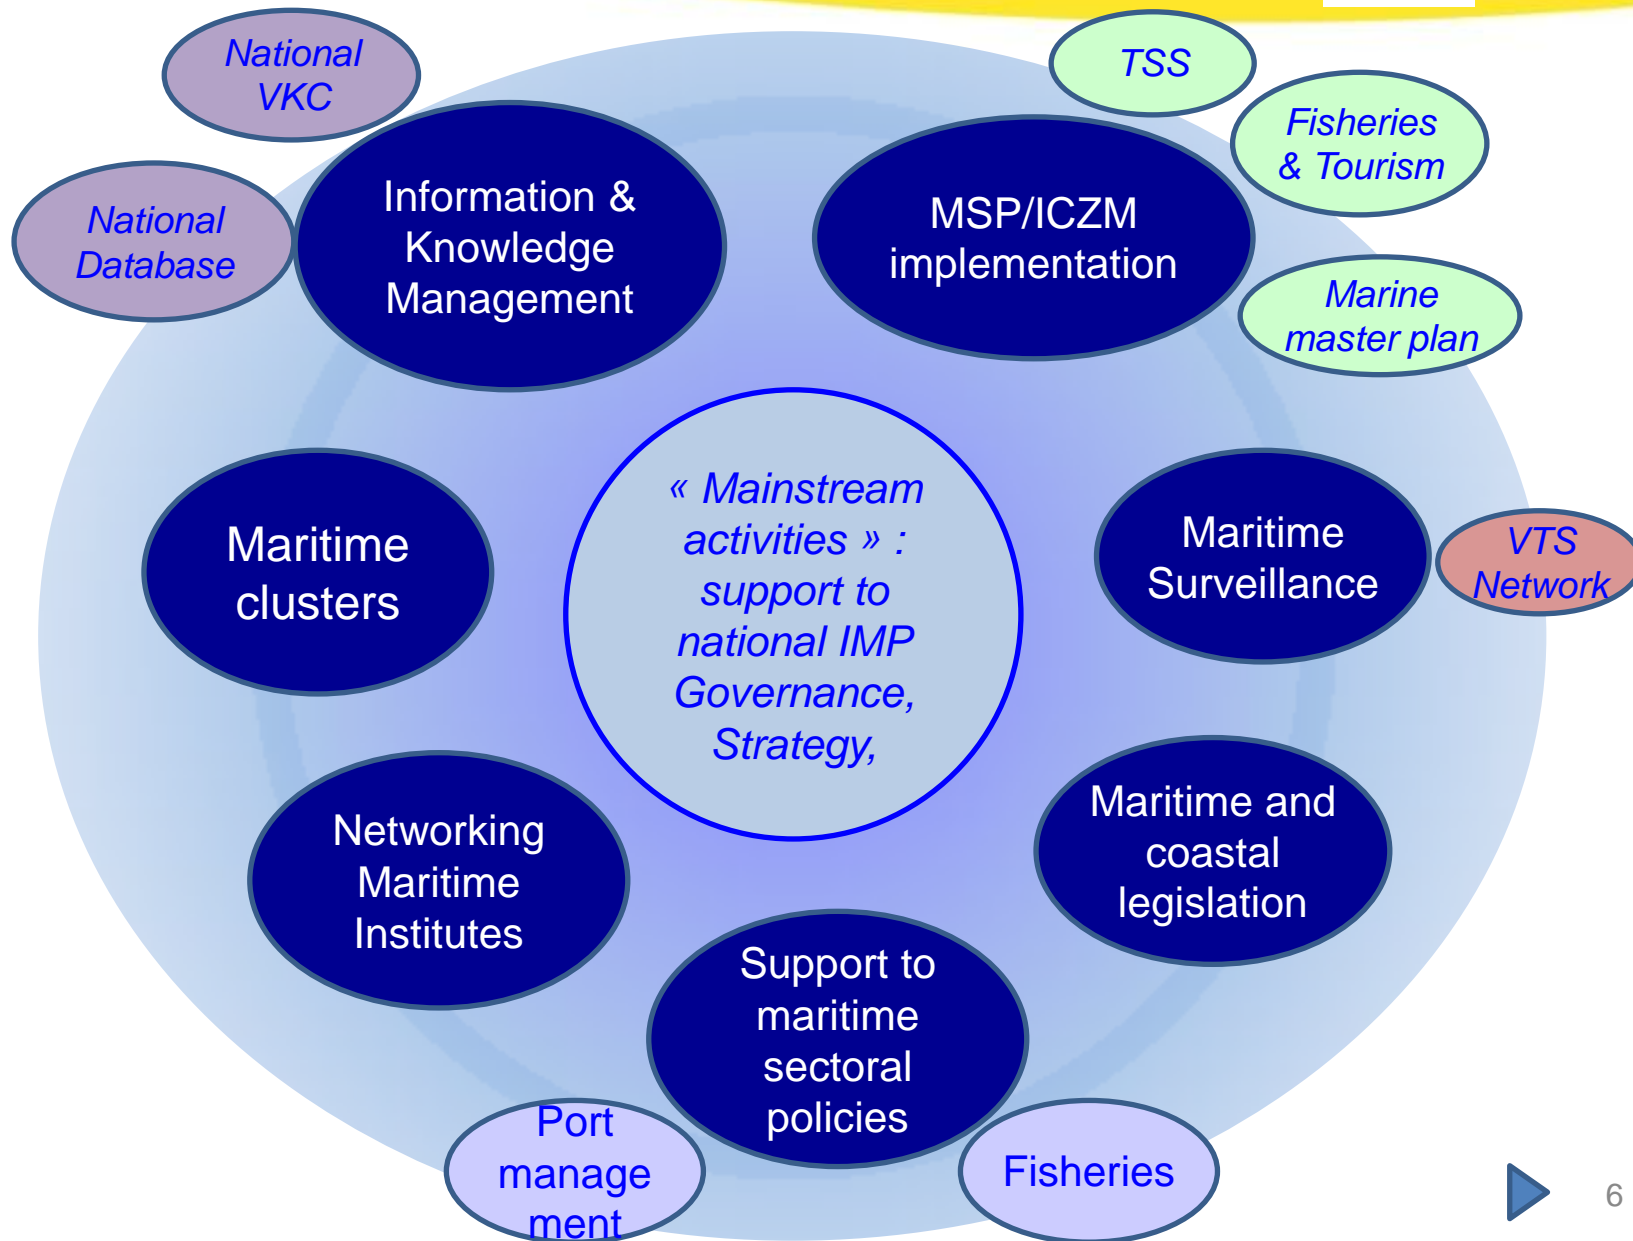 National
VKC
TSS
Fisheries
& Tourism
National
Database
Information &
Knowledge
Management
MSP/ICZM
implementation
Marine
master plan
« Mainstream
activities » :
support to
national IMP
Governance,
Strategy,
Maritime
clusters
Maritime
Surveillance
VTS
Network
Networking
Maritime
Institutes
Maritime and
coastal
legislation
Support to
maritime
sectoral
policies
Port
manage
ment
Fisheries
6